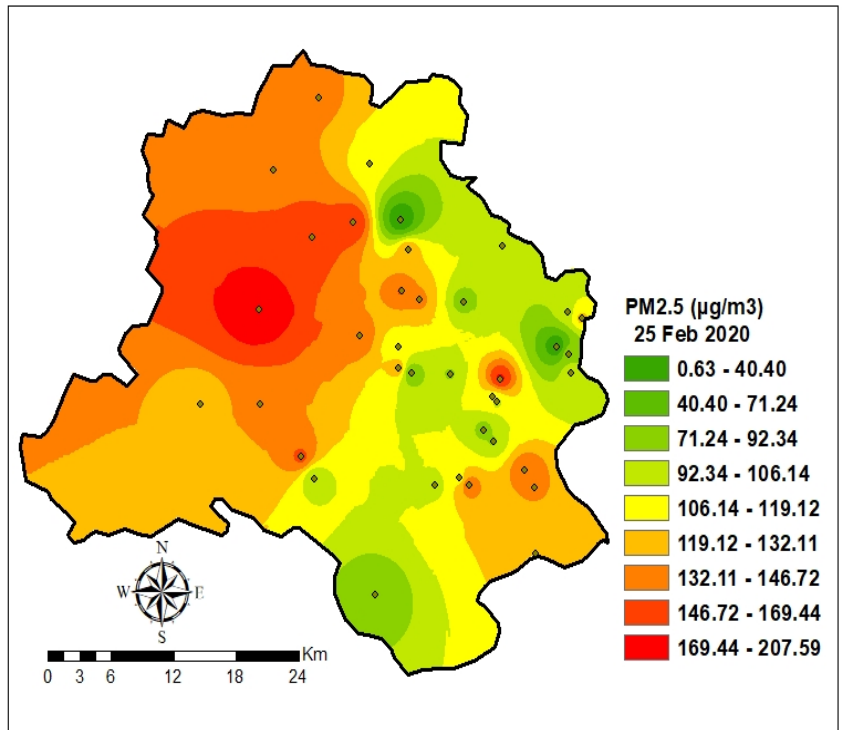 PM2.5 (µg/m3)
25 Feb 2020
0.63 - 40.40
40.40 - 71.24
71.24 - 92.34
92.34 - 106.14
106.14 - 119.12
119.12 - 132.11
132.11 - 146.72
146.72 - 169.44
169.44 - 207.59
N
W E
S
Km
0 3 6 12 18 24